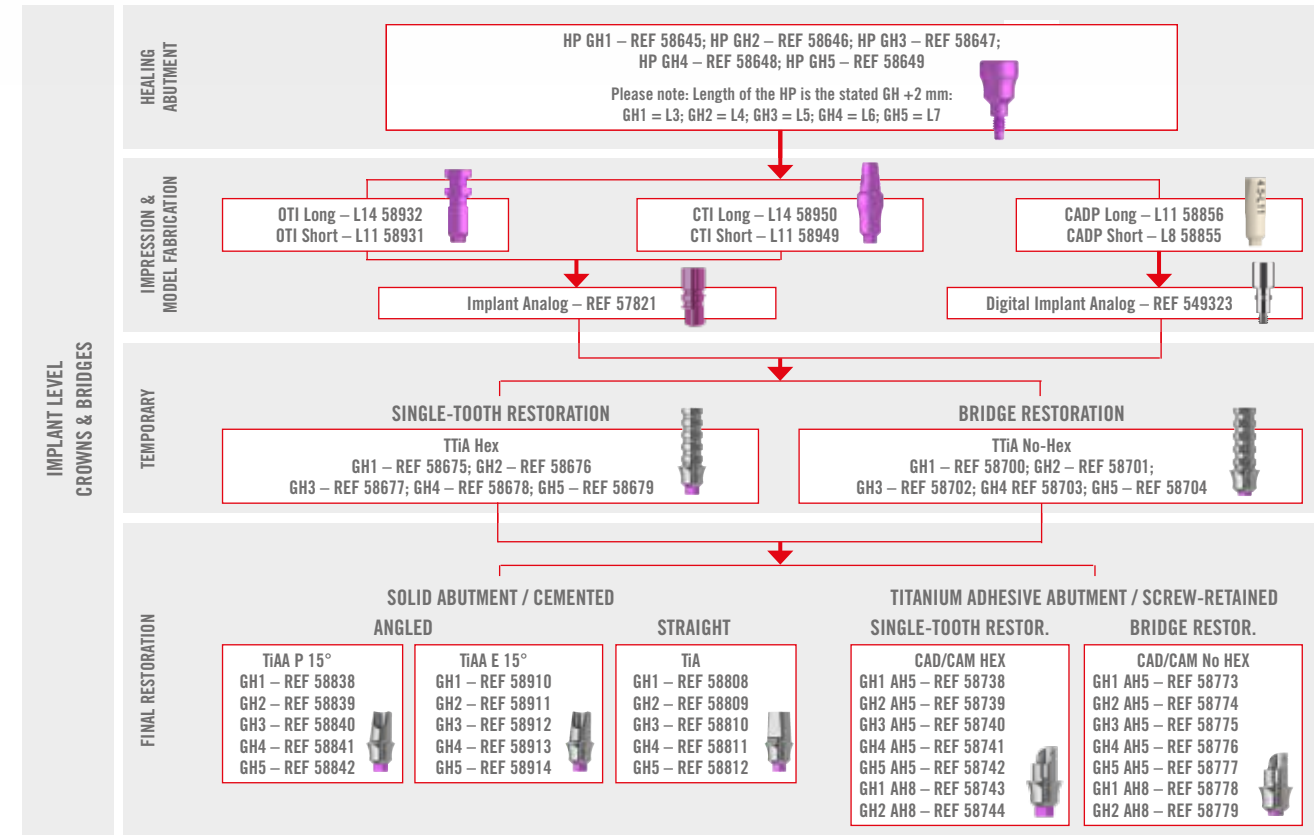 IMPLANT LEVEL
CROWNS & BRIDGES
HEALING
ABUTMENT
HP GH1 – REF 58645; HP GH2 – REF 58646; HP GH3 – REF 58647;
HP GH4 – REF 58648; HP GH5 – REF 58649
Please note: Length of the HP is the stated GH +2 mm:
GH1 = L3; GH2 = L4; GH3 = L5; GH4 = L6; GH5 = L7
IMPRESSION &
MODEL FABRICATION
OTI Long – L14 58932
OTI Short – L11 58931
CTI Long – L14 58950
CTI Short – L11 58949
CADP Long – L11 58856
CADP Short – L8 58855
Implant Analog – REF 57821
Digital Implant Analog – REF 549323
TEMPORARY
SINGLE-TOOTH RESTORATION
TTiA Hex
GH1 – REF 58675; GH2 – REF 58676
GH3 – REF 58677; GH4 – REF 58678; GH5 – REF 58679
BRIDGE RESTORATION
TTiA No-Hex
GH1 – REF 58700; GH2 – REF 58701;
GH3 – REF 58702; GH4 REF 58703; GH5 – REF 58704
FINAL RESTORATION
SOLID ABUTMENT / CEMENTED
ANGLED
TiAA P 15°
GH1 – REF 58838
GH2 – REF 58839
GH3 – REF 58840
GH4 – REF 58841
GH5 – REF 58842
TiAA E 15°
GH1 – REF 58910
GH2 – REF 58911
GH3 – REF 58912
GH4 – REF 58913
GH5 – REF 58914
STRAIGHT
TiA
GH1 – REF 58808
GH2 – REF 58809
GH3 – REF 58810
GH4 – REF 58811
GH5 – REF 58812
TITANIUM ADHESIVE ABUTMENT / SCREW-RETAINED
SINGLE-TOOTH RESTOR.
CAD/CAM HEX
GH1 AH5 – REF 58738
GH2 AH5 – REF 58739
GH3 AH5 – REF 58740
GH4 AH5 – REF 58741
GH5 AH5 – REF 58742
GH1 AH8 – REF 58743
GH2 AH8 – REF 58744
BRIDGE RESTOR.
CAD/CAM No HEX
GH1 AH5 – REF 58773
GH2 AH5 – REF 58774
GH3 AH5 – REF 58775
GH4 AH5 – REF 58776
GH5 AH5 – REF 58777
GH1 AH8 – REF 58778
GH2 AH8 – REF 58779